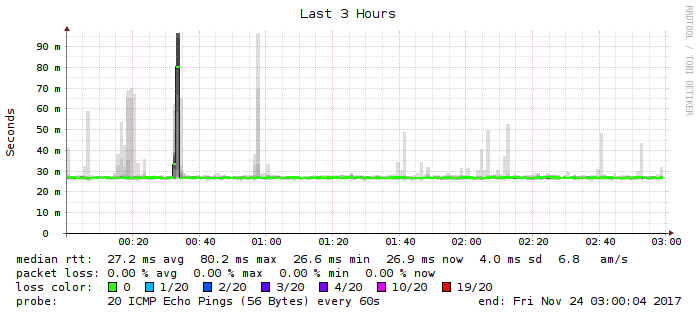 Last 3 Hours
RRDTOOL / TOBI OETIKER
Seconds
90 m
80 m
70 m
60 m
50 m
40 m
30 m
20 m
10 m
0
00:20 00:40 01:00 01:20 01:40 02:00 02:20 02:40 03:00
median rtt: 27.2 ms avg 80.2 ms max 26.6 ms min 26.9 ms now 4.0 ms sd 6.8 am/s
packet loss: 0.00 % avg 0.00 % max 0.00 % min 0.00 % now
loss color: 0 1/20 2/20 3/20 4/20 10/20 19/20
probe: 20 ICMP Echo Pings (56 Bytes) every 60s end: Fri Nov 24 03:00:04 2017